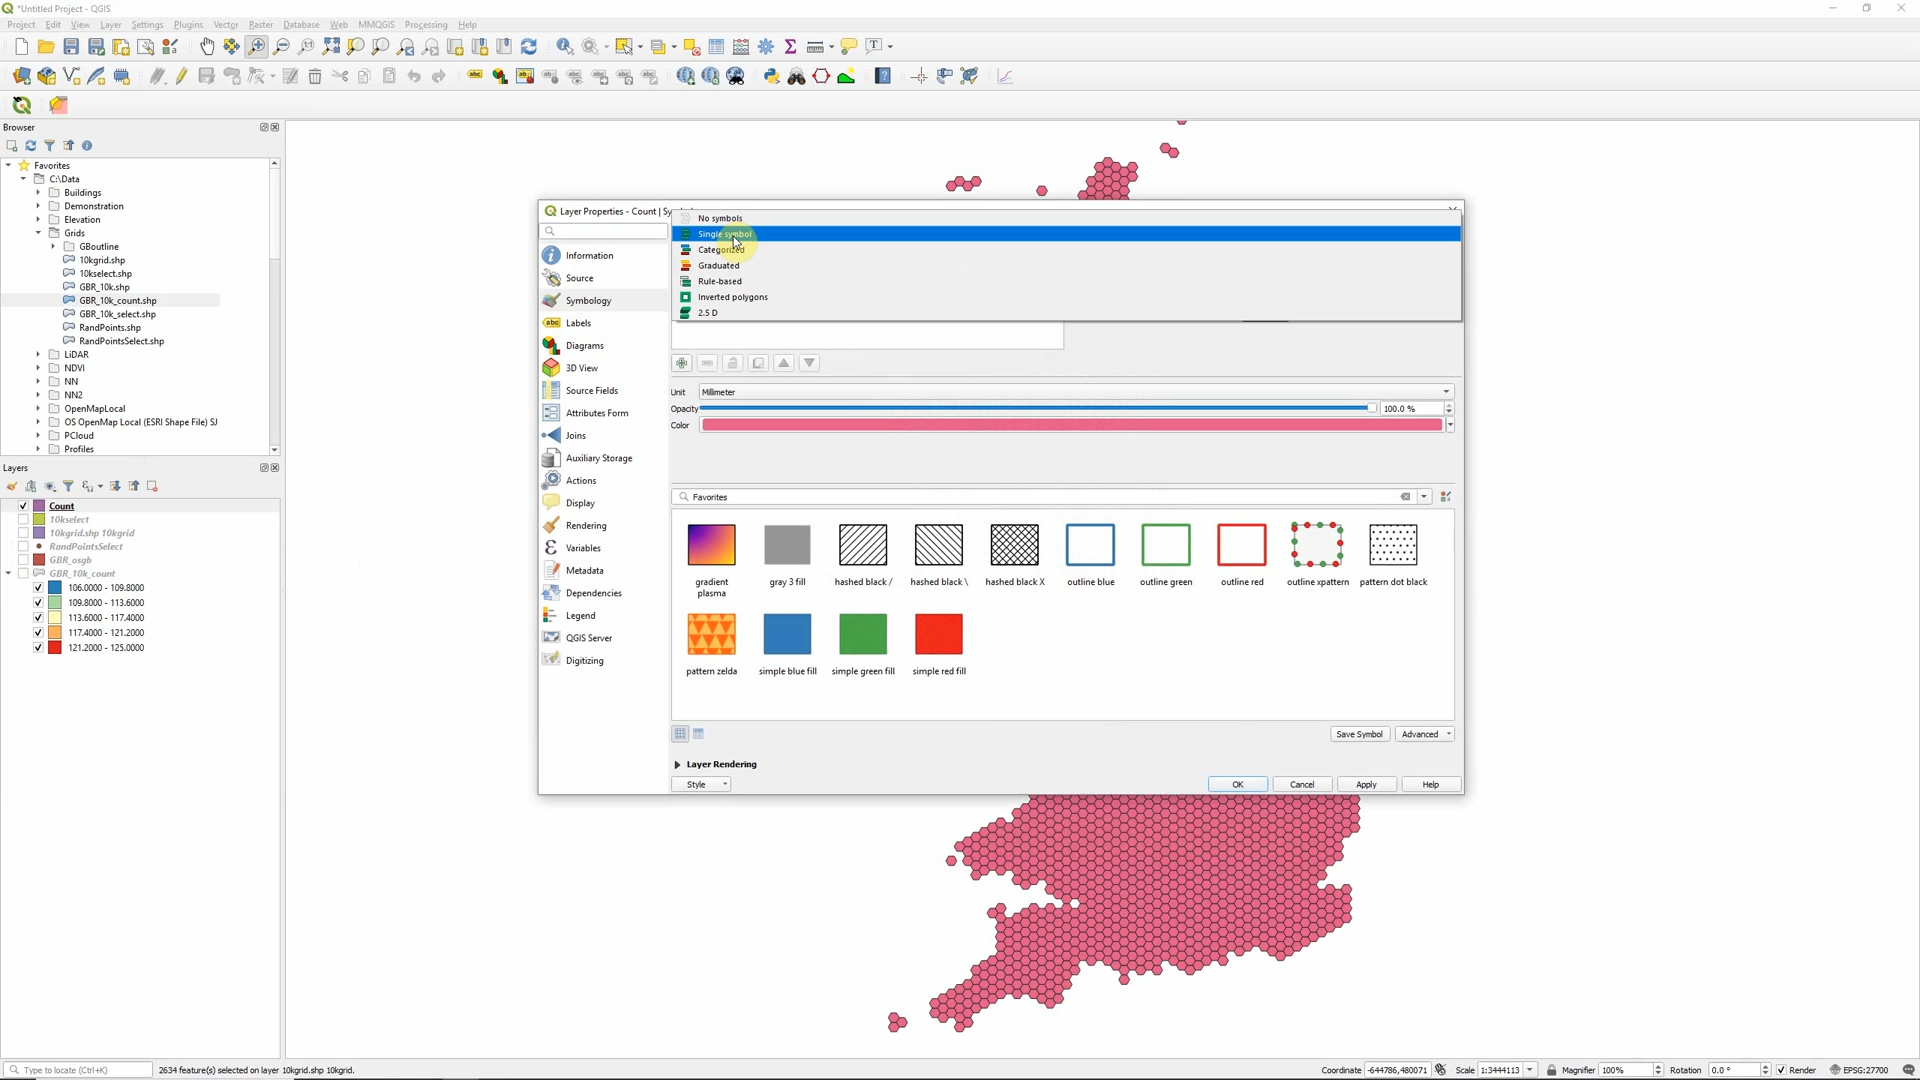 *Untitled Project - QGIS
Project Edit View Layer Settings Plugins Vector Raster Database Web MMQGIS Processing Help
Browser
Favorites
C:\Data
Buildings
Demonstration
Elevation
Grids
GBoutline
10kgrid.shp
10kselect.shp
GBR_10k.shp
GBR_10k_count.shp
GBR_10k_select.shp
RandPoints.shp
RandPointsSelect.shp
LiDAR
NDVI
NN
NN2
OpenMapLocal
OS OpenMap Local (ESRI Shape File) SJ
PCloud
Profiles
Layers
Count
10kselect
10kgrid.shp 10kgrid
RandPointsSelect
GBR_osgb
GBR_10k_count
106.0000 - 109.8000
109.8000 - 113.6000
113.6000 - 117.4000
117.4000 - 121.2000
121.2000 - 125.0000
Layer Properties - Count |
Information
Source
Symbology
Labels
Diagrams
3D View
Source Fields
Attributes Form
Joins
Auxiliary Storage
Actions
Display
Rendering
Variables
Metadata
Dependencies
Legend
QGIS Server
Digitizing
No symbols
Single symbol
Categorized
Graduated
Rule-based
Inverted polygons
2.5 D
Unit Millimeter
Opacity 100.0 %
Color
Favorites
gradient plasma
gray 3 fill
hashed black /
hashed black \
hashed black X
outline blue
outline green
outline red
outline xpattern
pattern dot black
pattern zelda
simple blue fill
simple green fill
simple red fill
Save Symbol Advanced
Layer Rendering
Style OK Cancel Apply Help
Type to locate (Ctrl+K) 2634 feature(s) selected on layer 10kgrid.shp 10kgrid. Coordinate -644786,480071 Scale 1:3444113 Magnifier 100% Rotation 0.0 ° Render EPSG:27700